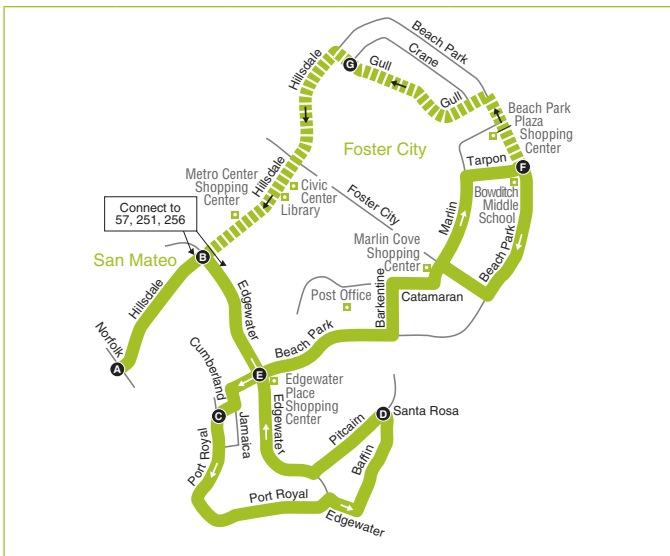 Beach Park
Crane
Gull
Gull
Hillsdale
G
Beach Park
Plaza
Shopping
Center
Foster City
Tarpon
F
Metro Center
Shopping
Center
Hillsdale
Civic
Center
Library
Foster City
Bowditch
Middle
School
Connect to
57, 251, 256
Marlin
Beach Park
Marlin Cove
Shopping
Center
B
San Mateo
Hillsdale
Edgewater
Post Office
Barkentine
Catamaran
Norfolk
A
Beach Park
Cumberland
E
Edgewater
Place
Shopping
Center
C
Jamaica
Edgewater
Pitcairn
D
Santa Rosa
Baffin
Port Royal
Port Royal
Edgewater